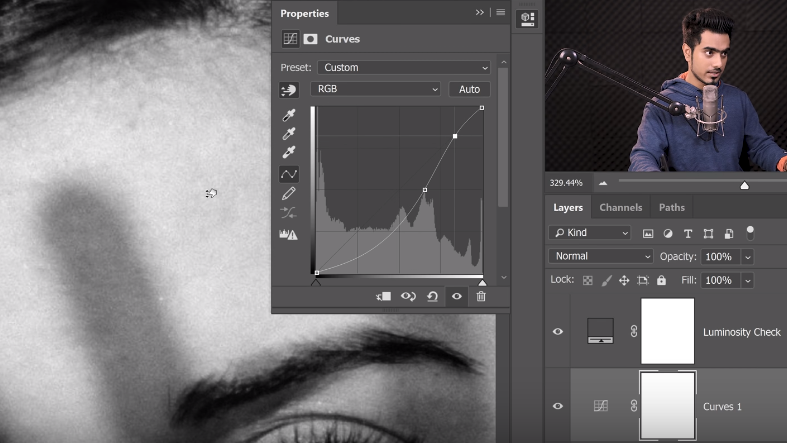 Properties
Curves
Preset: Custom
RGB Auto
329.44%
Layers Channels Paths
Kind
Normal Opacity: 100%
Lock: Fill: 100%
Luminosity Check
Curves 1